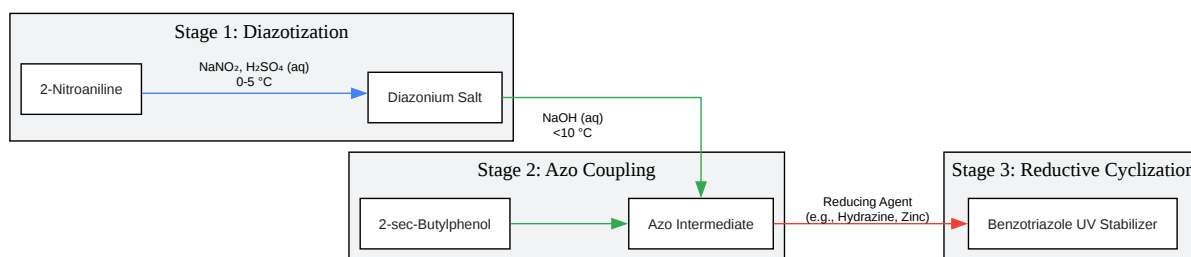 Stage 1: Diazotization
2-Nitroaniline
NaNO₂, H₂SO₄ (aq)
0-5 °C
Diazonium Salt
NaOH (aq)
<10 °C
Stage 2: Azo Coupling
2-sec-Butylphenol
Azo Intermediate
Reducing Agent
(e.g., Hydrazine, Zinc)
Stage 3: Reductive Cyclization
Benzotriazole UV Stabilizer